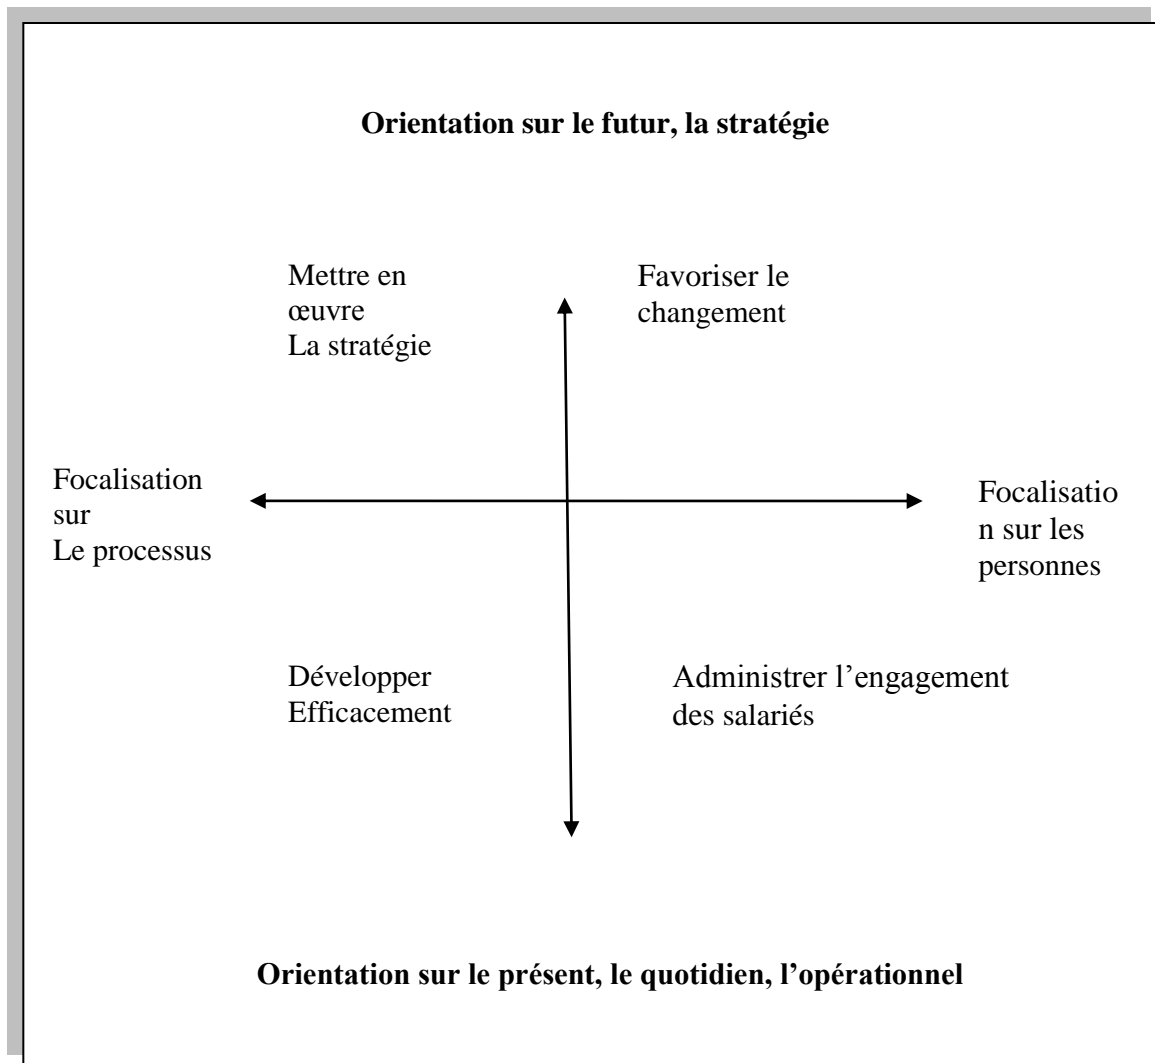 Orientation sur le futur, la stratégie
Mettre en
œuvre
La stratégie
Favoriser le
changement
Focalisation
sur
Le processus
Focalisatio
n sur les
personnes
Développer
Efficacement
Administrer l’engagement
des salariés
Orientation sur le présent, le quotidien, l’opérationnel